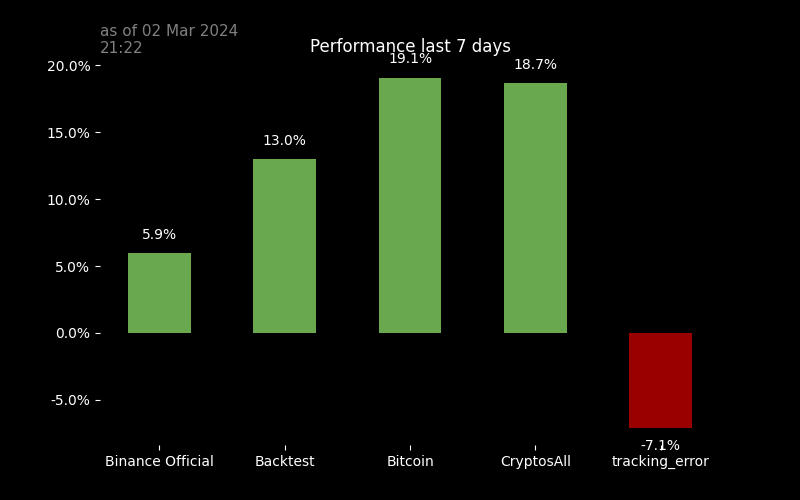 as of 02 Mar 2024
21:22
Performance last 7 days
20.0%
15.0%
10.0%
5.0%
0.0%
-5.0%
5.9%
13.0%
19.1%
18.7%
-7.1%
Binance Official
Backtest
Bitcoin
CryptosAll
tracking_error